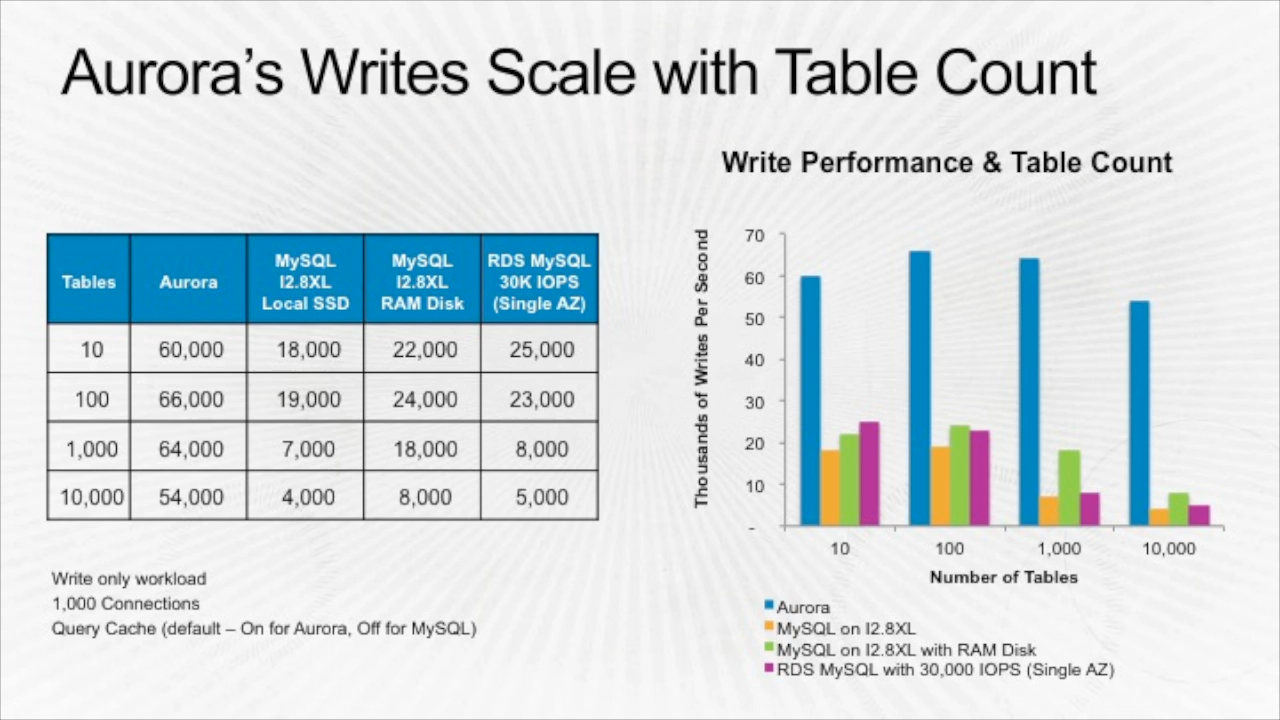 Aurora's Writes Scale with Table Count
Tables Aurora MySQL I2.8XL Local SSD MySQL I2.8XL RAM Disk RDS MySQL 30K IOPS (Single AZ)
10 60,000 18,000 22,000 25,000
100 66,000 19,000 24,000 23,000
1,000 64,000 7,000 18,000 8,000
10,000 54,000 4,000 8,000 5,000
Write only workload
1,000 Connections
Query Cache (default – On for Aurora, Off for MySQL)
Write Performance & Table Count
Thousands of Writes Per Second
70
60
50
40
30
20
10
-
10 100 1,000 10,000
Number of Tables
Aurora
MySQL on I2.8XL
MySQL on I2.8XL with RAM Disk
RDS MySQL with 30,000 IOPS (Single AZ)